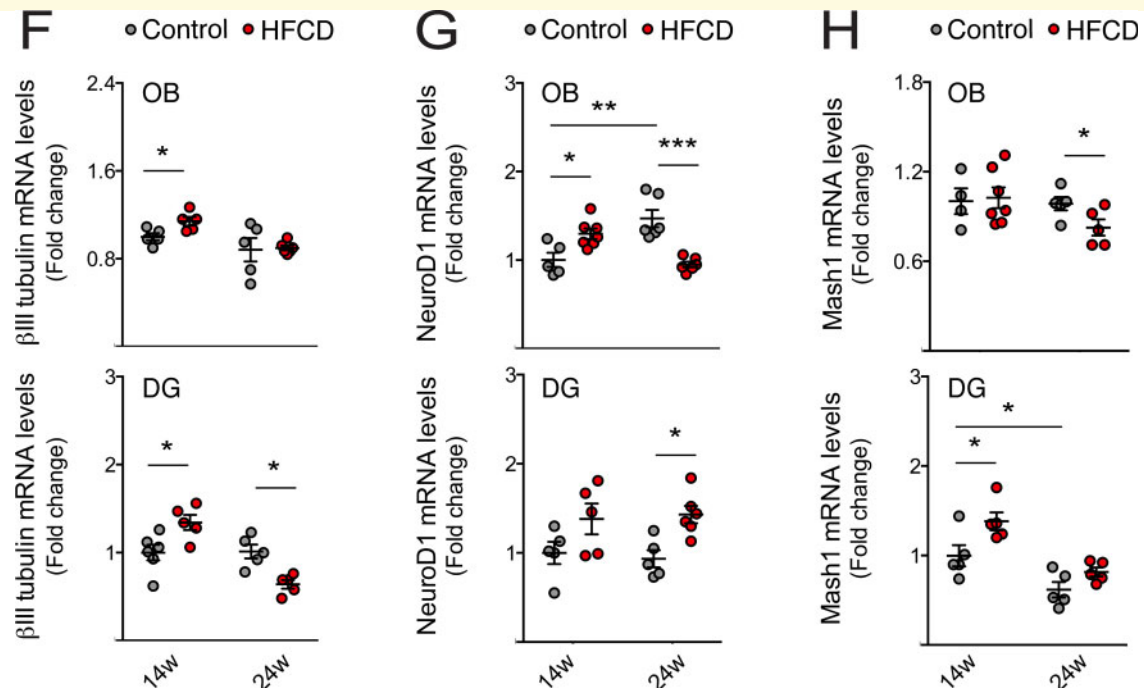 F
Control HFCD
βIII tubulin mRNA levels
(Fold change)
OB
2.4
1.6
0.8
*
βIII tubulin mRNA levels
(Fold change)
DG
3
2
1
*
*
14w
24w
G
Control HFCD
NeuroD1 mRNA levels
(Fold change)
OB
3
2
1
**
*
***
NeuroD1 mRNA levels
(Fold change)
DG
3
2
1
*
14w
24w
H
Control HFCD
Mash1 mRNA levels
(Fold change)
OB
1.8
1.2
0.6
*
Mash1 mRNA levels
(Fold change)
DG
3
2
1
*
*
14w
24w